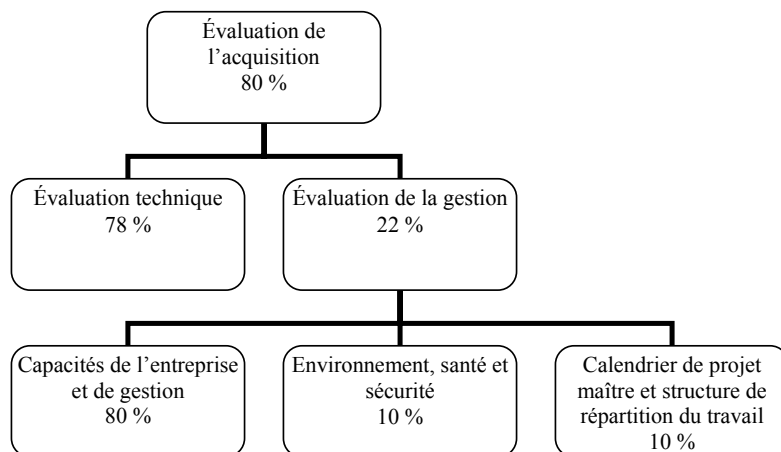 Évaluation de
l’acquisition
80 %
Évaluation technique
78 %
Évaluation de la gestion
22 %
Capacités de l’entreprise
et de gestion
80 %
Environnement, santé et
sécurité
10 %
Calendrier de projet
maître et structure de
répartition du travail
10 %